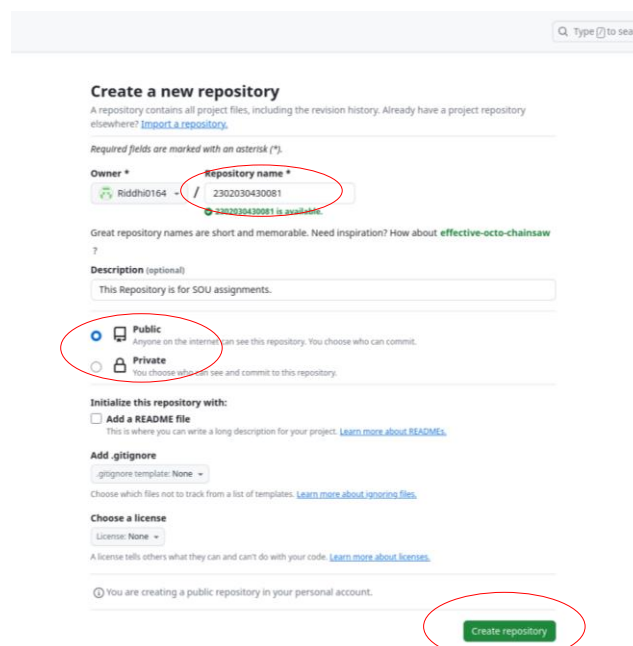 Type / to sea
Create a new repository
A repository contains all project files, including the revision history. Already have a project repository
elsewhere? Import a repository.
Required fields are marked with an asterisk (*).
Owner * Repository name *
Riddhi0164 / 2302030430081
2302030430081 is available.
Great repository names are short and memorable. Need inspiration? How about effective-octo-chainsaw
?
Description (optional)
This Repository is for SOU assignments.
Public
Anyone on the internet can see this repository. You choose who can commit.
Private
You choose who can see and commit to this repository.
Initialize this repository with:
Add a README file
This is where you can write a long description for your project. Learn more about READMEs.
Add .gitignore
.gitignore template: None
Choose which files not to track from a list of templates. Learn more about ignoring files.
Choose a license
License: None
A license tells others what they can and can't do with your code. Learn more about licenses.
You are creating a public repository in your personal account.
Create repository